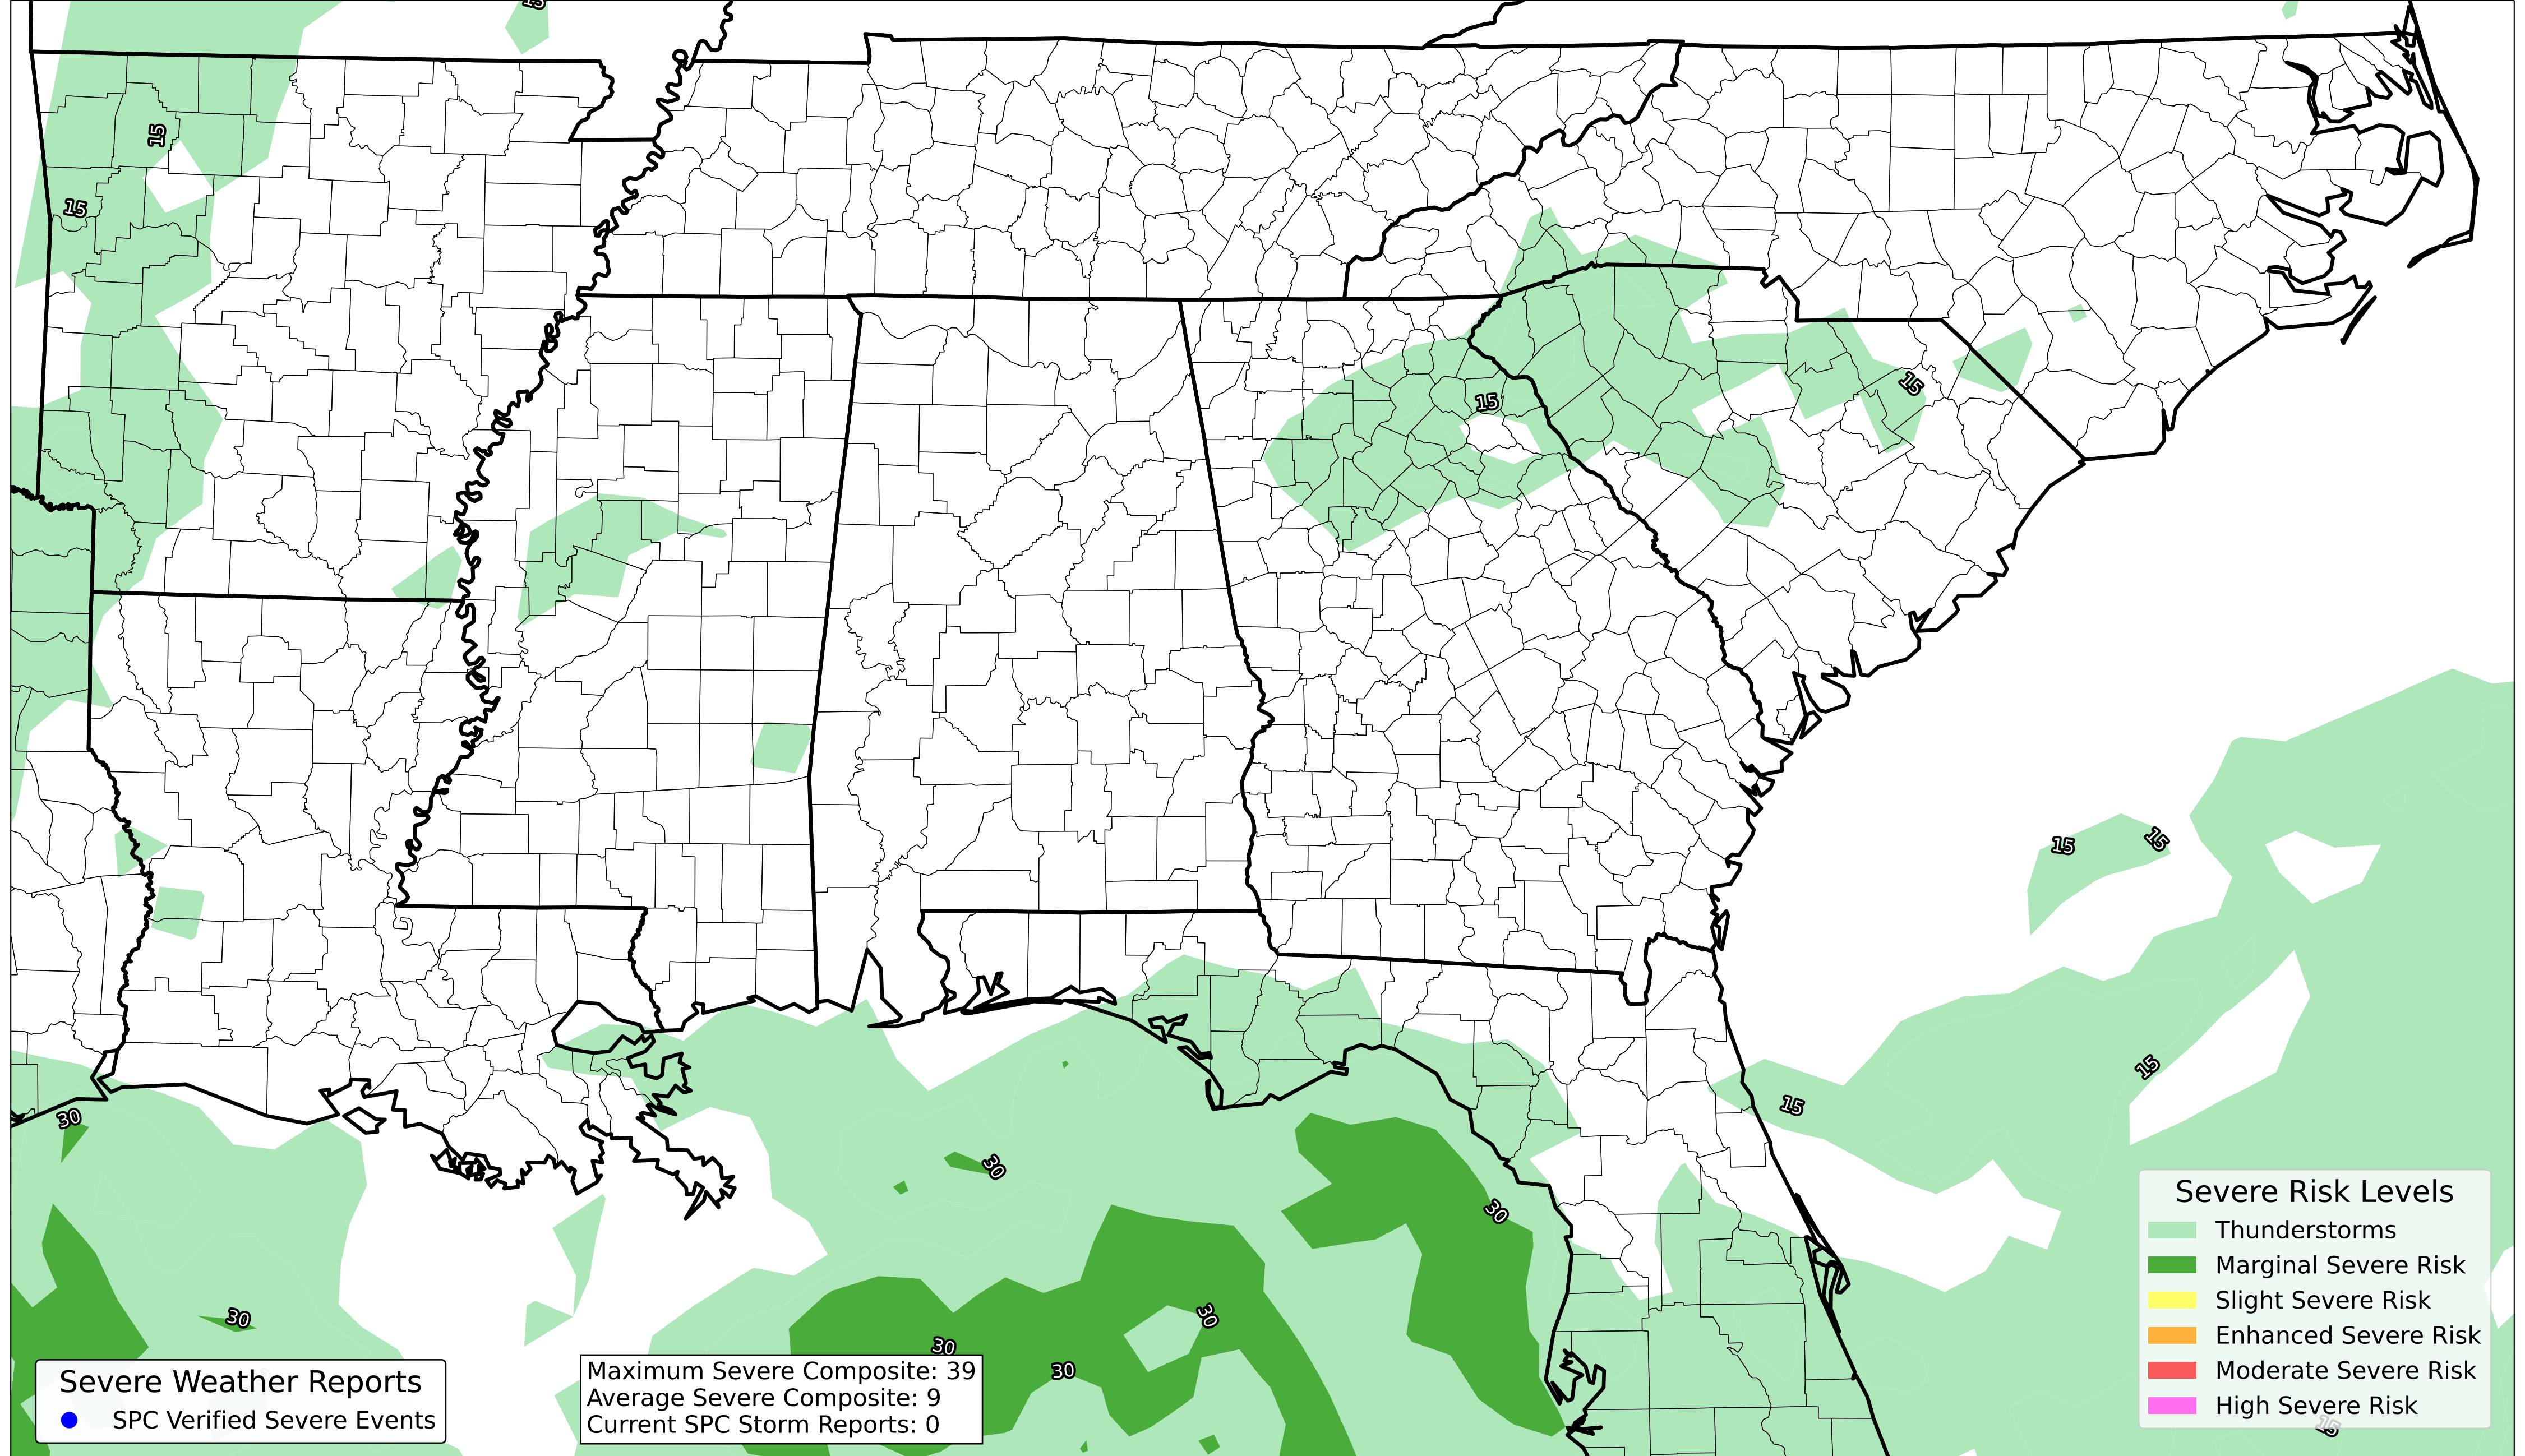 15
15
15
15
15
15
15
15
15
30
30
30
30
30
30
30
Severe Risk Levels
Thunderstorms
Marginal Severe Risk
Slight Severe Risk
Enhanced Severe Risk
Moderate Severe Risk
High Severe Risk
15
Severe Weather Reports
SPC Verified Severe Events
Maximum Severe Composite: 39
Average Severe Composite: 9
Current SPC Storm Reports: 0